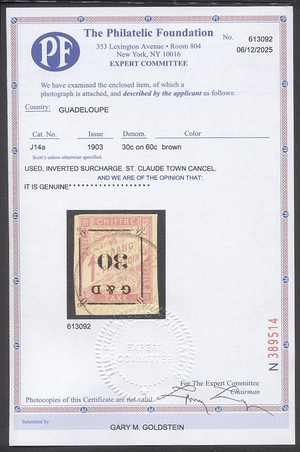 The Philatelic Foundation
353 Lexington Avenue • Room 804
New York, NY 10016
EXPERT COMMITTEE
No. 613092
06/12/2025
PF
We have examined the enclosed item, of which a
photograph is attached, and described by the applicant as follows:
Country: GUADELOUPE
Cat. No. Issue Denom. Color
J14a 1903 30c on 60c brown
Scott's unless otherwise specified.
USED, INVERTED SURCHARGE. ST. CLAUDE TOWN CANCEL.
AND WE ARE OF THE OPINION THAT:
IT IS GENUINE********************
CHIFFRE
30
G & D
TAXE
613092
EXPERT
COMMITTEE
N 389514
For The Expert Committee
Chairman
Photocopies of this Certificate are not valid
Submitted by
GARY M. GOLDSTEIN